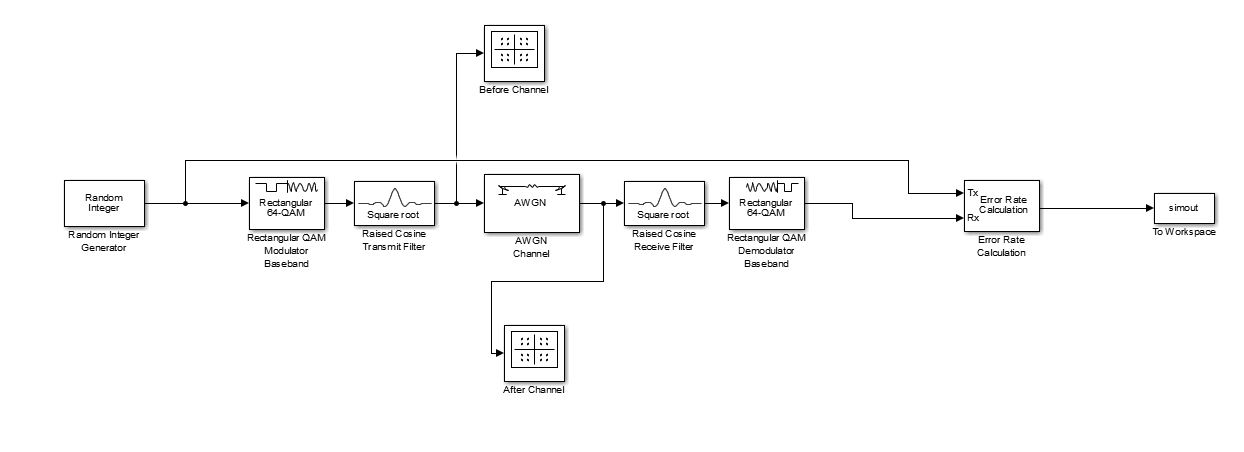 Before Channel
Random
Integer
Random Integer
Generator
Rectangular
64-QAM
Rectangular QAM
Modulator
Baseband
Square root
Raised Cosine
Transmit Filter
AWGN
AWGN
Channel
Square root
Raised Cosine
Receive Filter
Rectangular
64-QAM
Rectangular QAM
Demodulator
Baseband
Tx
Error Rate
Calculation
Rx
Error Rate
Calculation
simout
To Workspace
After Channel